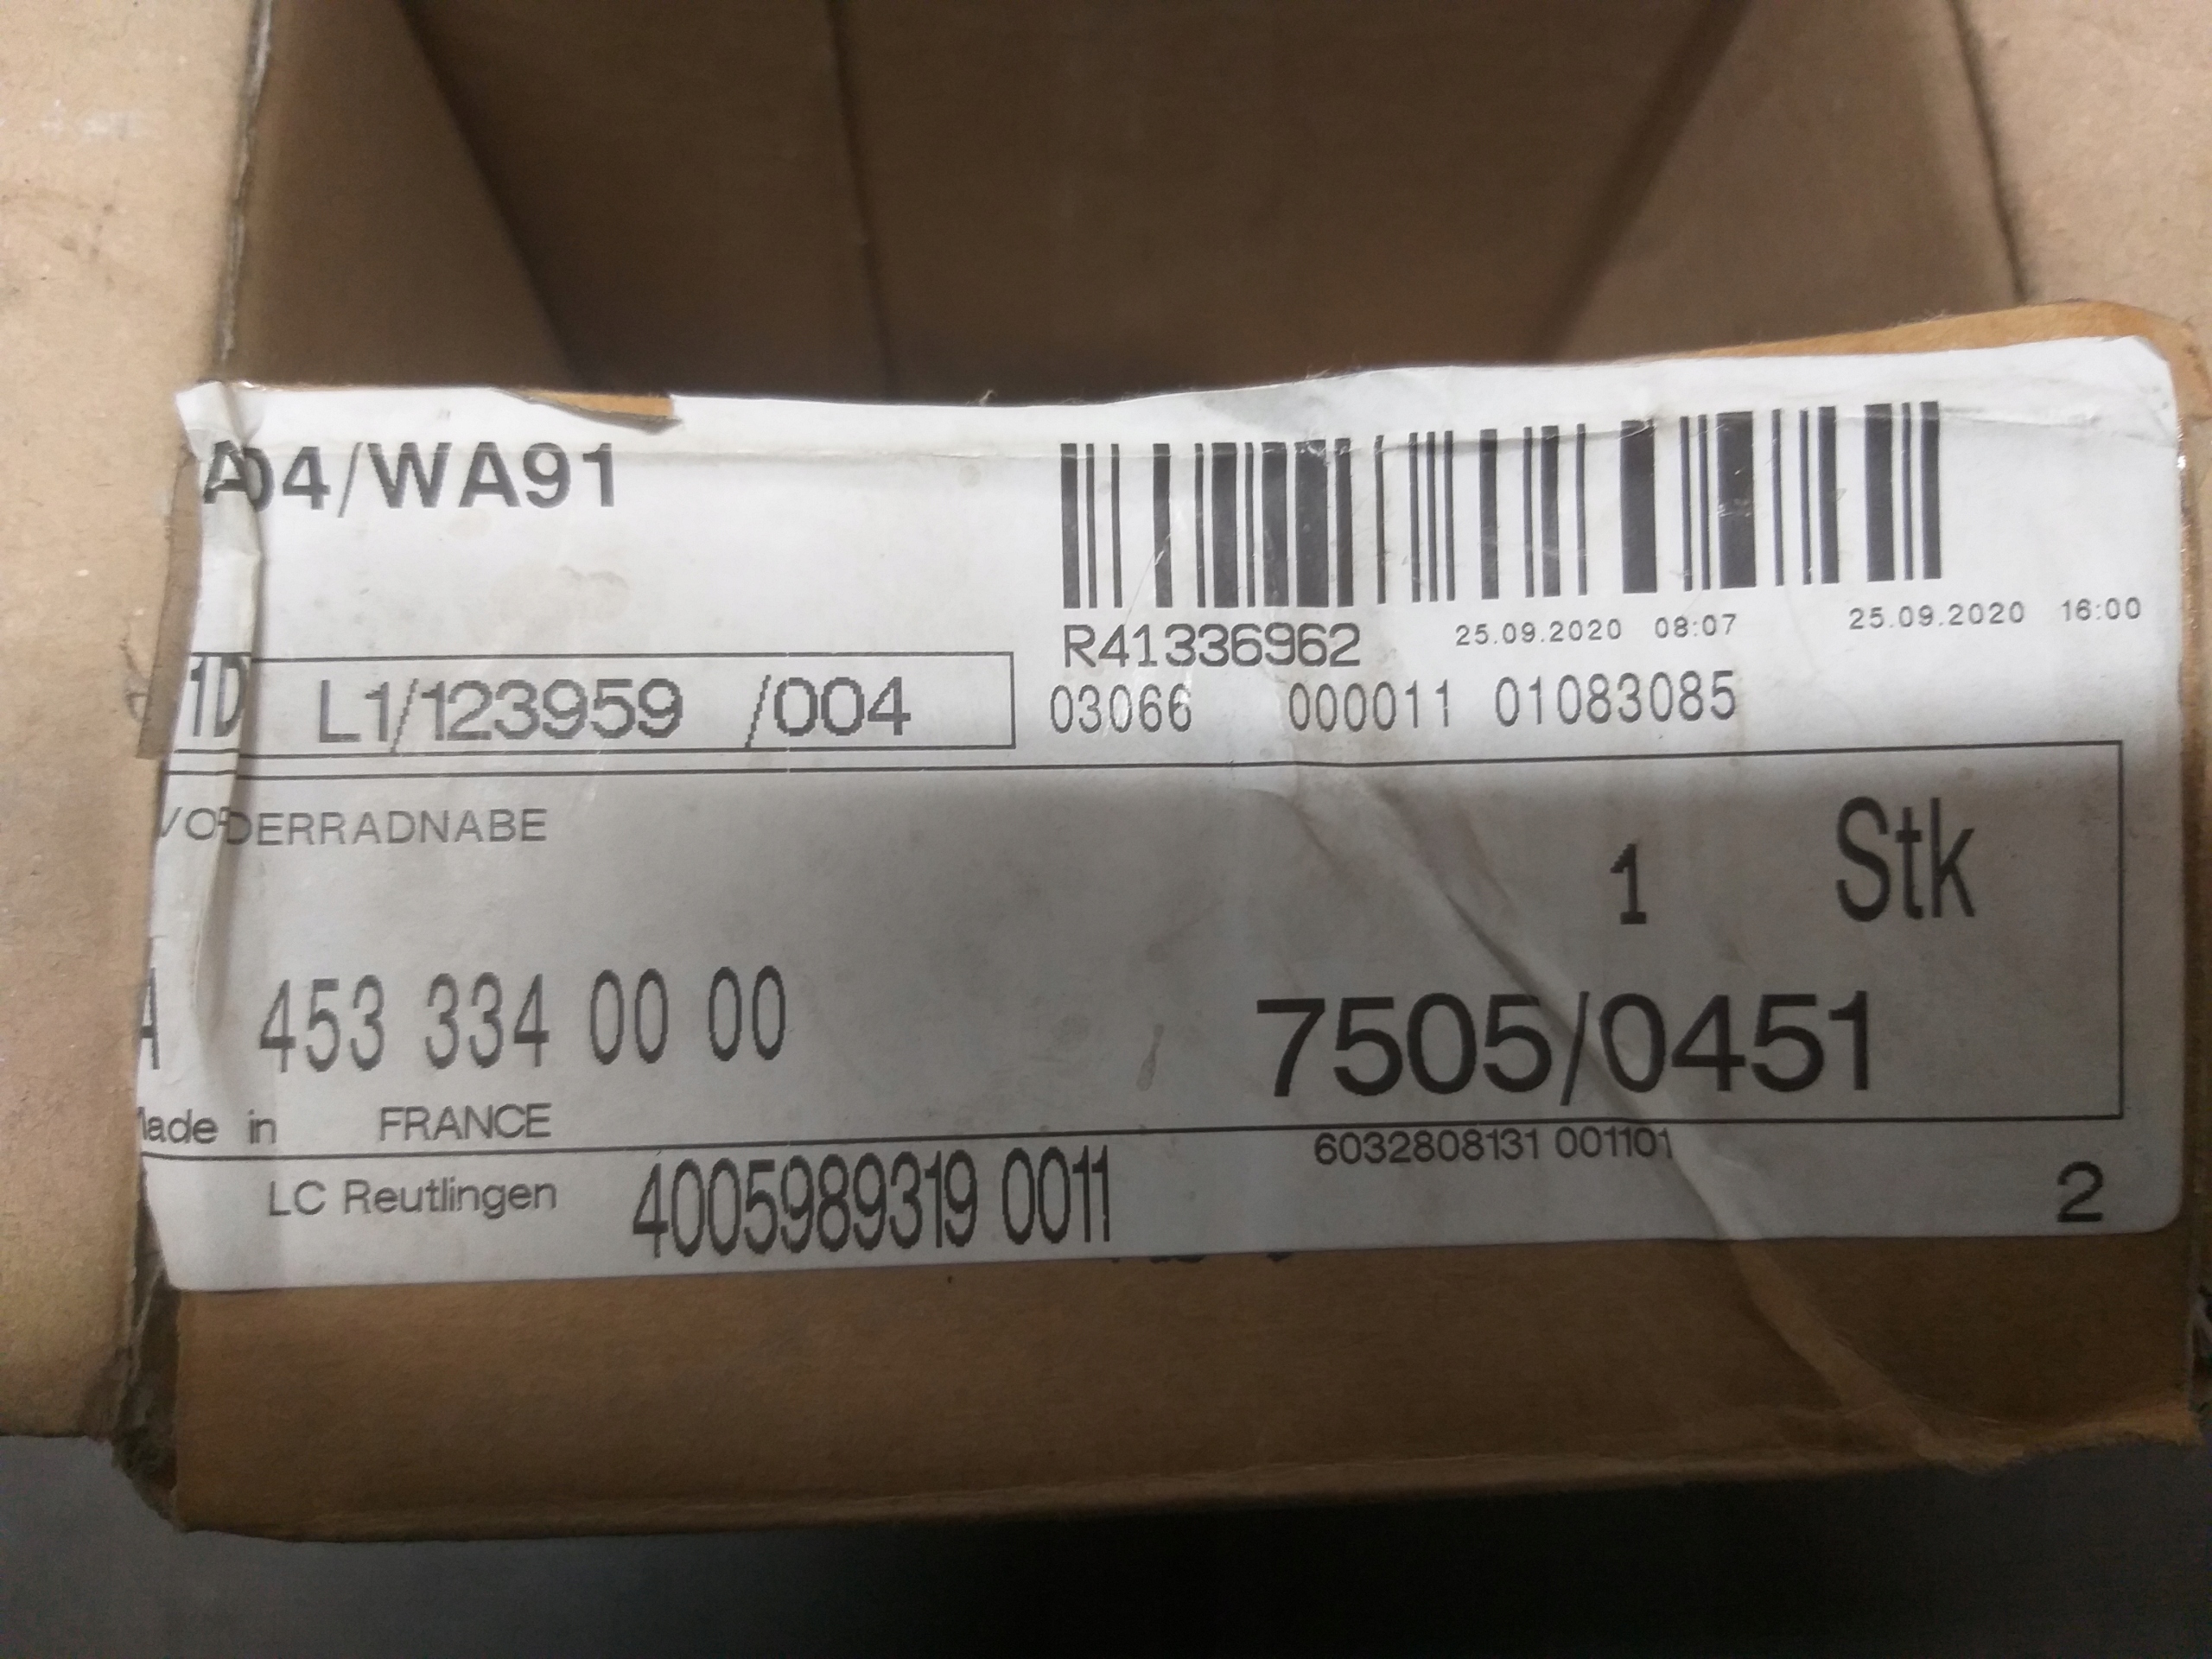 A04/WA91
R41336962 25.09.2020 08:07 25.09.2020 16:00
1D L1/123959 /004 03066 000011 01083085
VODERRADNABE
1 Stk
A 453 334 00 00 7505/0451
Made in FRANCE
6032808131 001101
LC Reutlingen 4005989319 0011 2